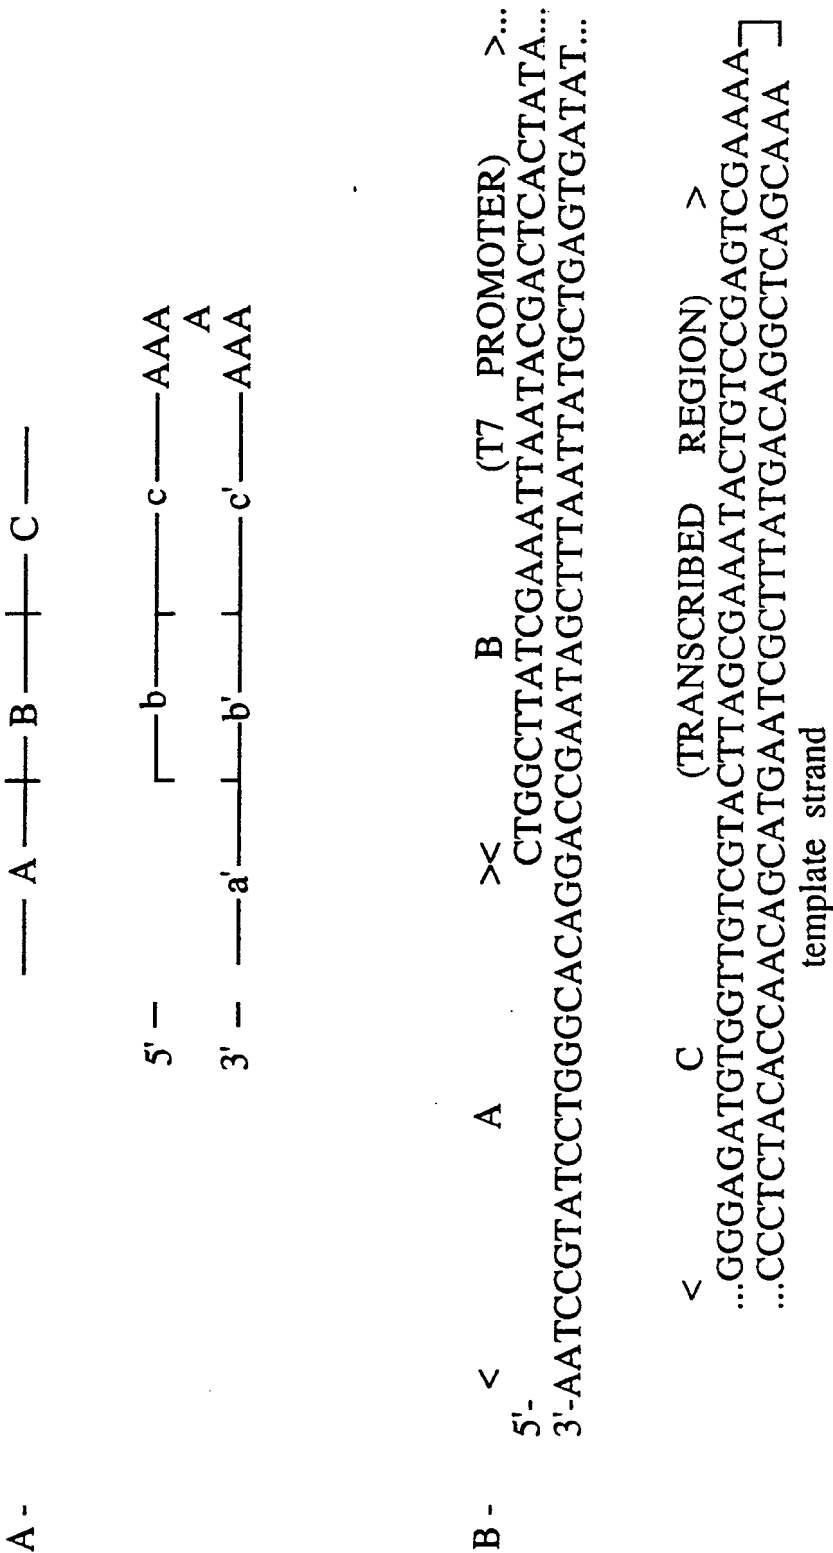 A -
A B C
5' b c AAA
A
3' a' b' c' AAA
B -
< A >< B (T7 PROMOTER) >...
5'- CTGGCTTATCGAAATTAATACGACTCACTATA...
3'-AATCCGTATCCTGGGCACAGGACCGAATAGCTTTAATTATGCTGAGTGATAT...
< C (TRANSCRIBED REGION) >
...GGGAGATGTGGTTGTCGTACTTAGCGAAATACTGTCCGAGTCGAAAA
...CCCTCTACACCAACAGCATGAATCGCTTTATGACAGGCTCAGCAAA
template strand